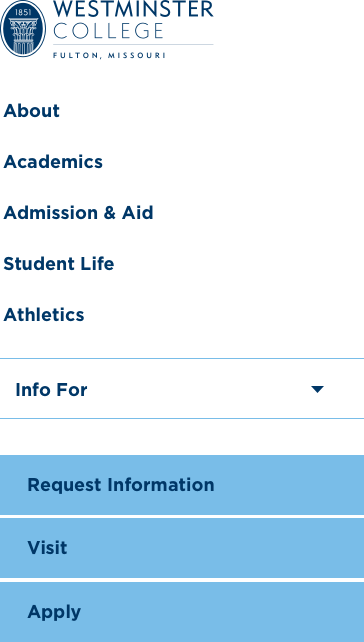 1851
WESTMINSTER
COLLEGE
FULTON, MISSOURI
About
Academics
Admission & Aid
Student Life
Athletics
Info For
Request Information
Visit
Apply